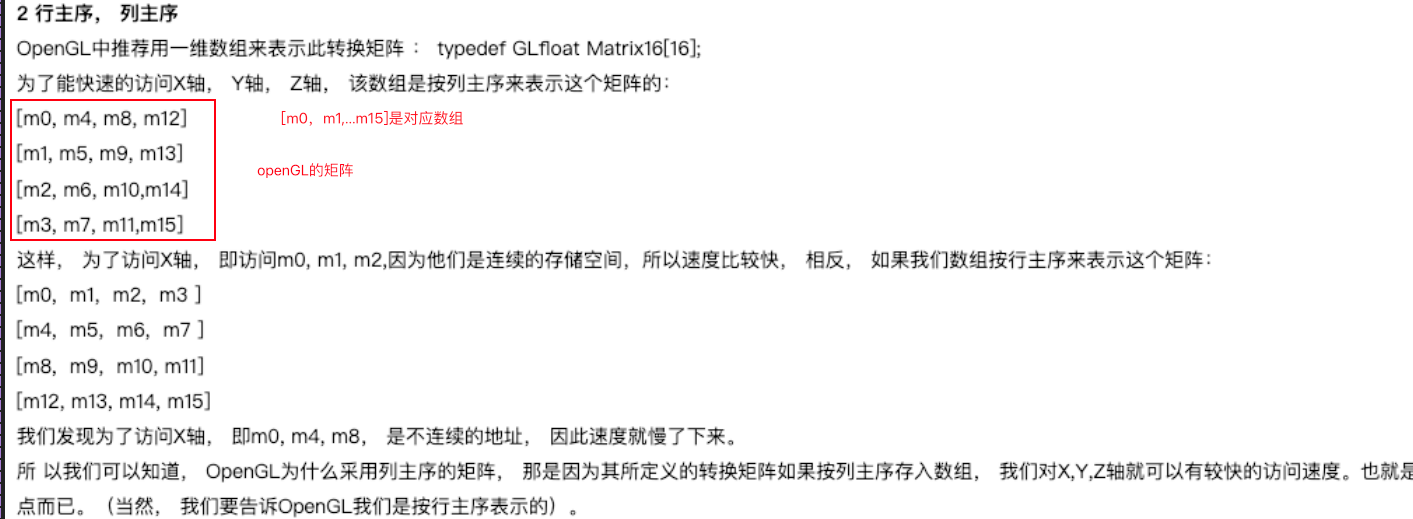 2 行主序， 列主序
OpenGL中推荐用一维数组来表示此转换矩阵 ： typedef GLfloat Matrix16[16];
为了能快速的访问X轴， Y轴， Z轴， 该数组是按列主序来表示这个矩阵的：
[m0, m4, m8, m12]
[m0，m1,...m15]是对应数组
[m1, m5, m9, m13]
openGL的矩阵
[m2, m6, m10,m14]
[m3, m7, m11,m15]
这样， 为了访问X轴， 即访问m0, m1, m2,因为他们是连续的存储空间，所以速度比较快， 相反， 如果我们数组按行主序来表示这个矩阵：
[m0，m1，m2，m3 ]
[m4，m5，m6，m7 ]
[m8，m9，m10, m11]
[m12, m13, m14, m15]
我们发现为了访问X轴， 即m0, m4, m8， 是不连续的地址， 因此速度就慢了下来。
所 以我们可以知道， OpenGL为什么采用列主序的矩阵， 那是因为其所定义的转换矩阵如果按列主序存入数组， 我们对X,Y,Z轴就可以有较快的访问速度。也就是
点而已。（当然， 我们要告诉OpenGL我们是按行主序表示的）。